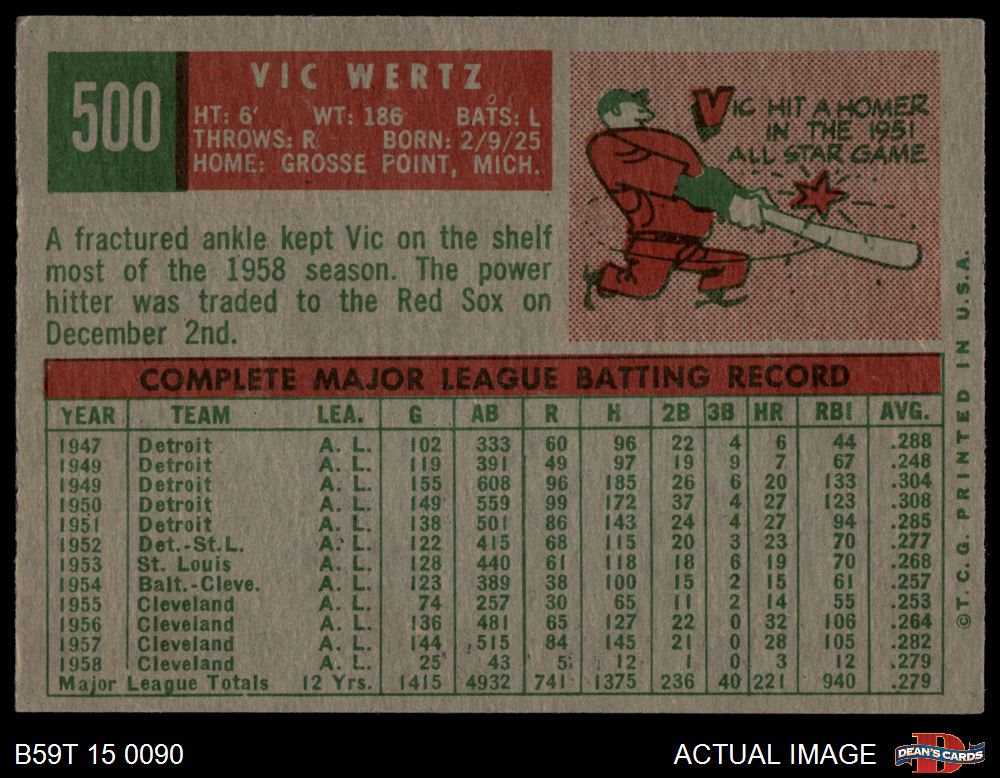 500
VIC WERTZ
HT: 6' WT: 186 BATS: L
THROWS: R BORN: 2/9/25
HOME: GROSSE POINT, MICH.
VIC HIT A HOMER
IN THE 1951
ALL STAR GAME
A fractured ankle kept Vic on the shelf
most of the 1958 season. The power
hitter was traded to the Red Sox on
December 2nd.
COMPLETE MAJOR LEAGUE BATTING RECORD
YEAR TEAM LEA. G AB R H 2B 3B HR RBI AVG.
1947 Detroit A. L. 102 333 60 96 22 4 6 44 .288
1949 Detroit A. L. 119 391 49 97 19 9 7 67 .248
1949 Detroit A. L. 155 608 96 185 26 6 20 133 .304
1950 Detroit A. L. 149 559 99 172 37 4 27 123 .308
1951 Detroit A. L. 138 501 86 143 24 4 27 94 .285
1952 Det.-St.L. A. L. 122 415 68 115 20 3 23 70 .277
1953 St. Louis A. L. 128 440 61 118 18 6 19 70 .268
1954 Balt.-Cleve. A. L. 123 389 38 100 15 2 15 61 .257
1955 Cleveland A. L. 74 257 30 65 11 2 14 55 .253
1956 Cleveland A. L. 136 481 65 127 22 0 32 106 .264
1957 Cleveland A. L. 144 515 84 145 21 0 28 105 .282
1958 Cleveland A. L. 25 43 5 12 1 0 3 12 .279
Major League Totals 12 Yrs. 1415 4932 741 1375 236 40 221 940 .279
©T.C.G. PRINTED IN U.S.A.
B59T 15 0090
ACTUAL IMAGE
DEAN'S CARDS